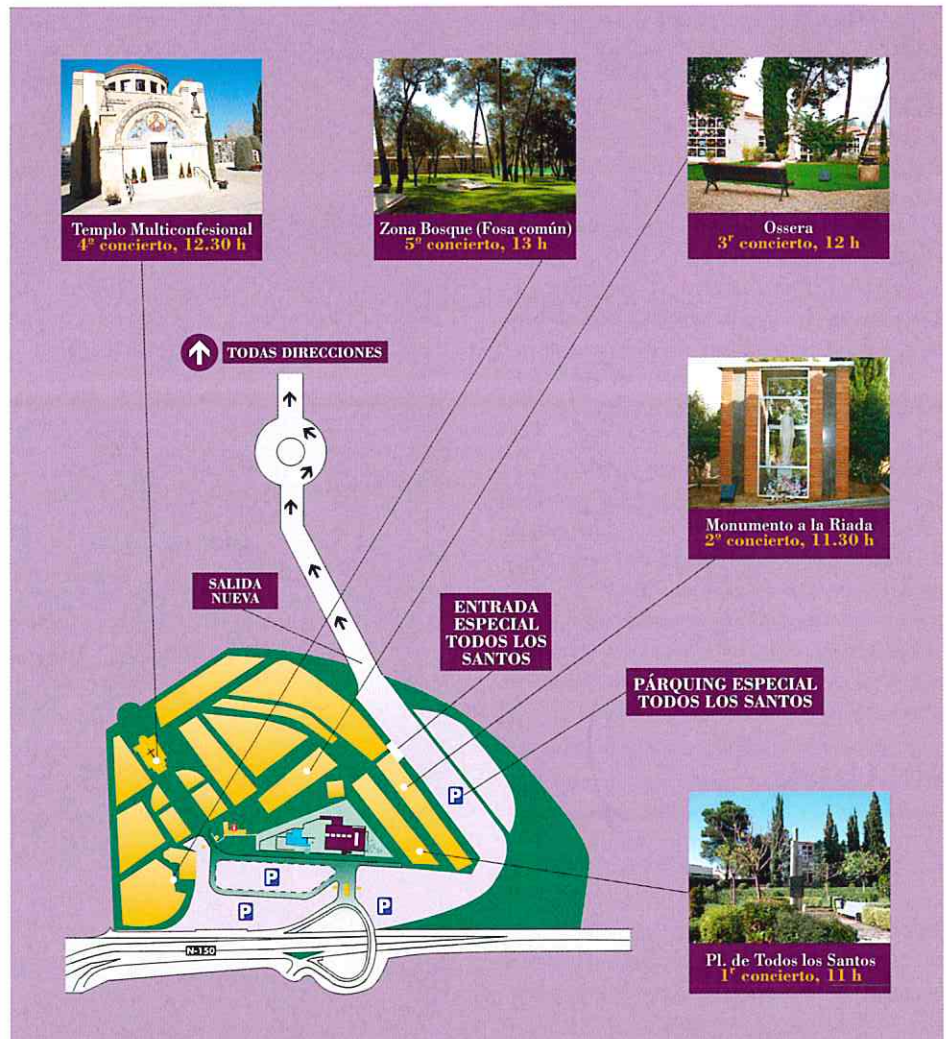 Templo Multiconfesional
4º concierto, 12.30 h
Zona Bosque (Fosa común)
5º concierto, 13 h
Ossera
3r concierto, 12 h
TODAS DIRECCIONES
Monumento a la Riada
2º concierto, 11.30 h
SALIDA
NUEVA
ENTRADA
ESPECIAL
TODOS LOS
SANTOS
PÁRQUING ESPECIAL
TODOS LOS SANTOS
P
P
P
P
N-150
Pl. de Todos los Santos
1r concierto, 11 h